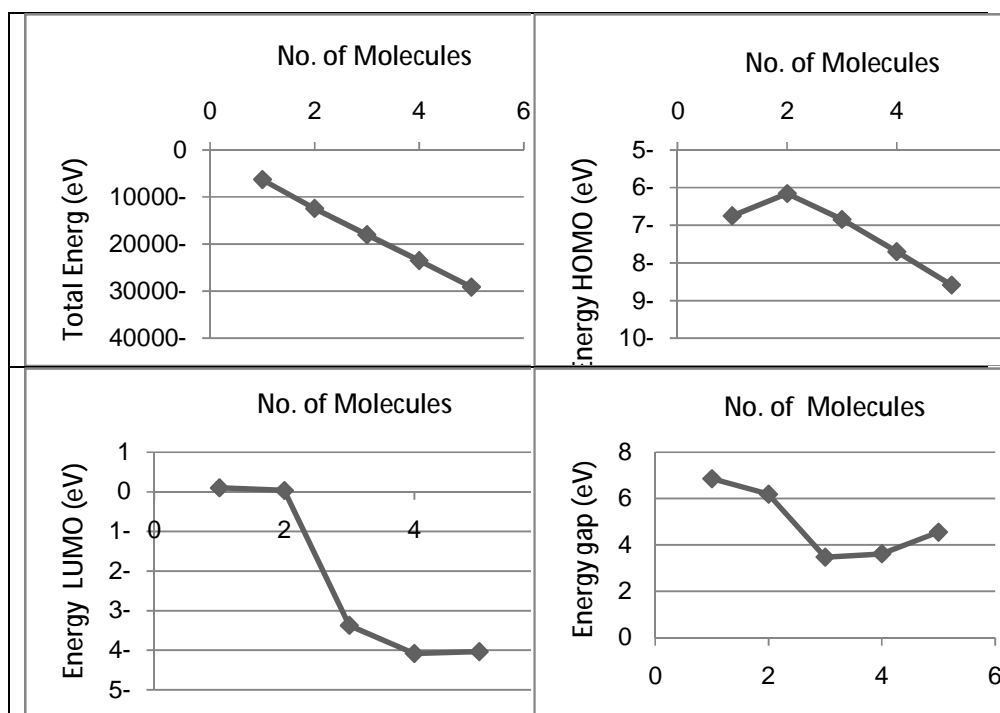 No. of Molecules
0 2 4 6
0
10000-
20000-
30000-
40000-
Total Energ (eV)
No. of Molecules
0 2 4
5-
6-
7-
8-
9-
10-
Energy HOMO (eV)
No. of Molecules
1
0
1-
2-
3-
4-
5-
0 2 4
Energy LUMO (eV)
No. of Molecules
8
6
4
2
0
0 2 4 6
Energy gap (eV)